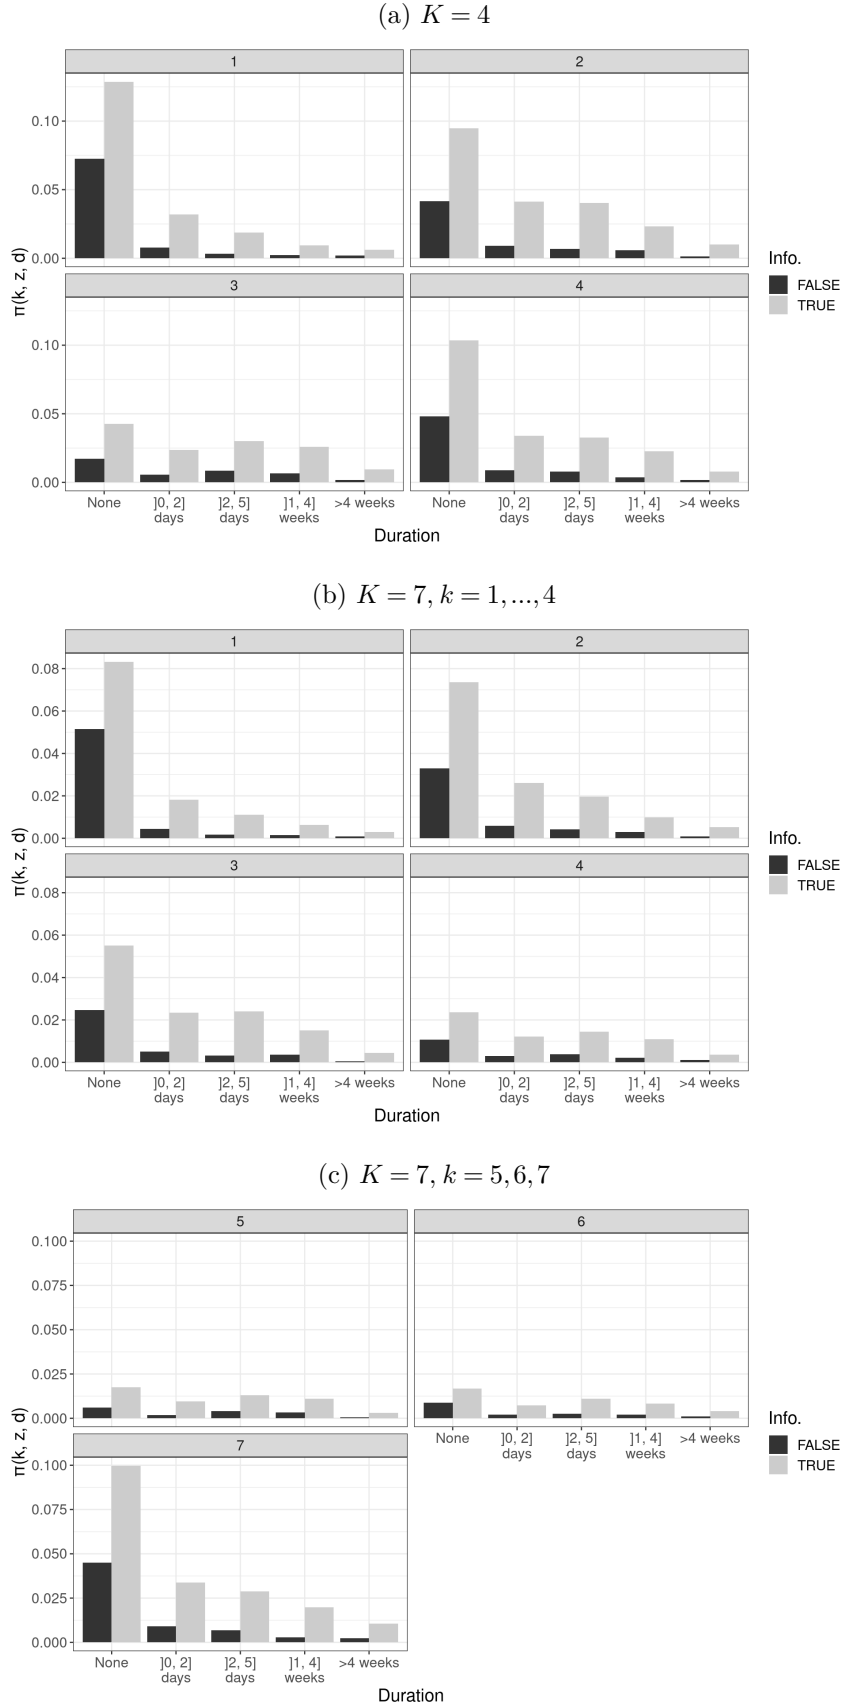 (a) K = 4
1 2
0.10
0.05
0.00
3 4
0.10
0.05
0.00
π(k, z, d)
None ]0, 2] days ]2, 5] days ]1, 4] weeks >4 weeks None ]0, 2] days ]2, 5] days ]1, 4] weeks >4 weeks
Duration
Info.
FALSE
TRUE
(b) K = 7, k = 1, ..., 4
1 2
0.08
0.06
0.04
0.02
0.00
3 4
0.08
0.06
0.04
0.02
0.00
π(k, z, d)
None ]0, 2] days ]2, 5] days ]1, 4] weeks >4 weeks None ]0, 2] days ]2, 5] days ]1, 4] weeks >4 weeks
Duration
Info.
FALSE
TRUE
(c) K = 7, k = 5, 6, 7
5 6
0.100
0.075
0.050
0.025
0.000
None ]0, 2] days ]2, 5] days ]1, 4] weeks >4 weeks
7
0.100
0.075
0.050
0.025
0.000
π(k, z, d)
None ]0, 2] days ]2, 5] days ]1, 4] weeks >4 weeks
Duration
Info.
FALSE
TRUE